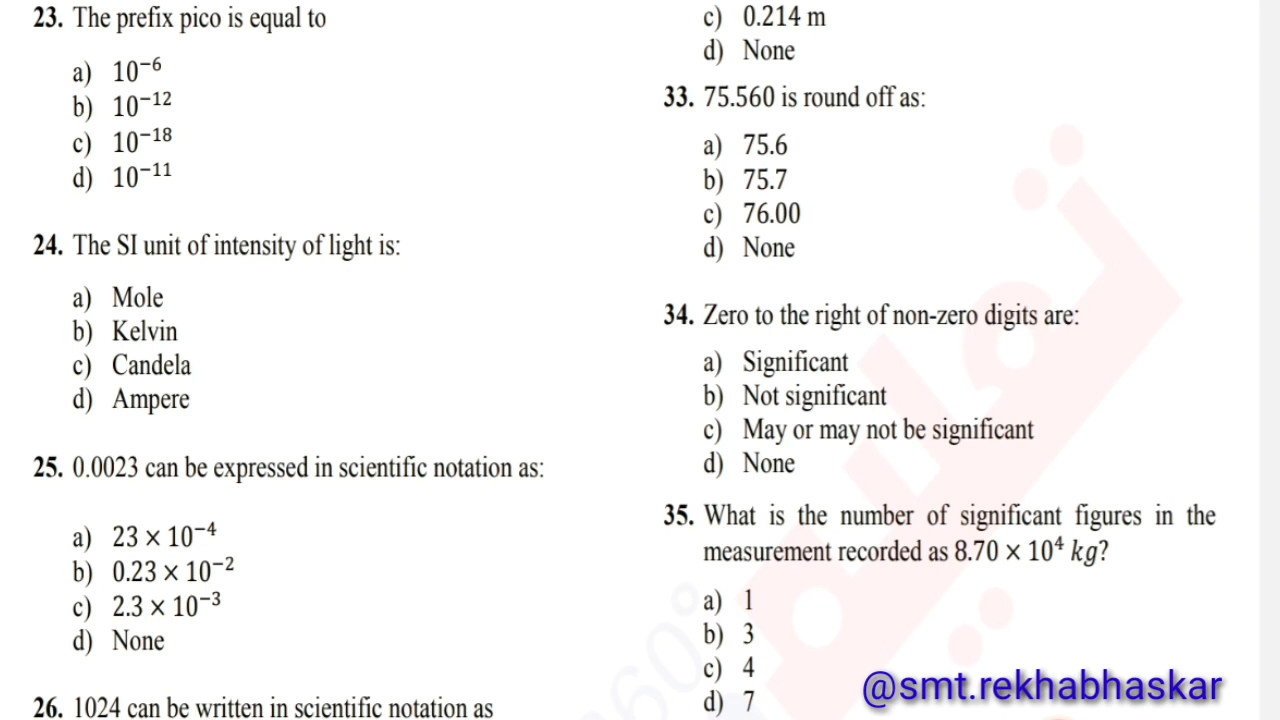 23. The prefix pico is equal to
a) 10⁻⁶
b) 10⁻¹²
c) 10⁻¹⁸
d) 10⁻¹¹
24. The SI unit of intensity of light is:
a) Mole
b) Kelvin
c) Candela
d) Ampere
25. 0.0023 can be expressed in scientific notation as:
a) 23 × 10⁻⁴
b) 0.23 × 10⁻²
c) 2.3 × 10⁻³
d) None
26. 1024 can be written in scientific notation as
c) 0.214 m
d) None
33. 75.560 is round off as:
a) 75.6
b) 75.7
c) 76.00
d) None
34. Zero to the right of non-zero digits are:
a) Significant
b) Not significant
c) May or may not be significant
d) None
35. What is the number of significant figures in the
measurement recorded as 8.70 × 10⁴ kg?
a) 1
b) 3
c) 4
d) 7
@smt.rekhabhaskar